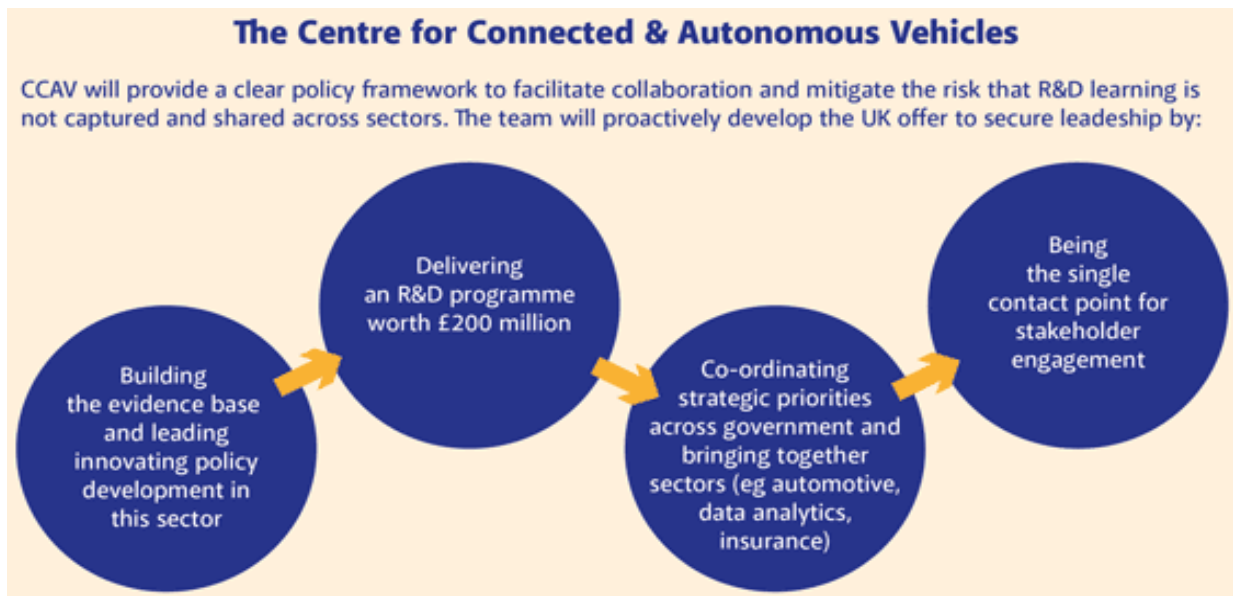 The Centre for Connected & Autonomous Vehicles
CCAV will provide a clear policy framework to facilitate collaboration and mitigate the risk that R&D learning is
not captured and shared across sectors. The team will proactively develop the UK offer to secure leadeship by:
Building
the evidence base
and leading
innovating policy
development in
this sector
Delivering
an R&D programme
worth £200 million
Co-ordinating
strategic priorities
across government and
bringing together
sectors (eg automotive,
data analytics,
insurance)
Being
the single
contact point for
stakeholder
engagement